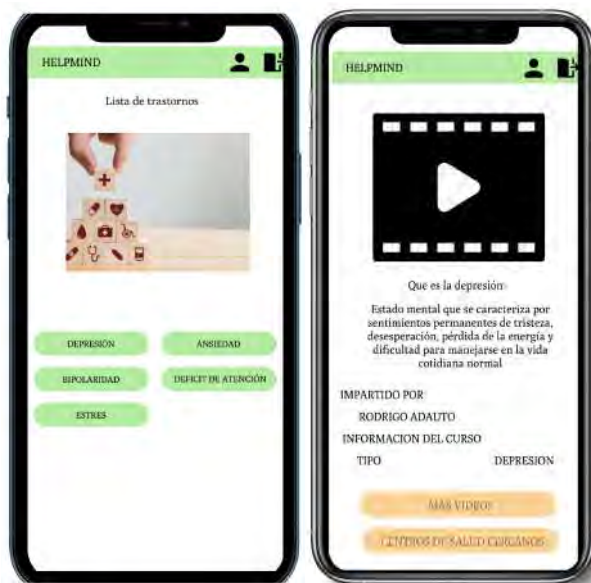 HELPMIND
Lista de trastornos
DEPRESIÓN
ANSIEDAD
BIPOLARIDAD
DEFICIT DE ATENCIÓN
ESTRES
HELPMIND
Que es la depresión
Estado mental que se caracteriza por
sentimientos permanentes de tristeza,
desesperación, pérdida de la energía y
dificultad para manejarse en la vida
cotidiana normal
IMPARTIDO POR
RODRIGO ADAUTO
INFORMACION DEL CURSO
TIPO
DEPRESION
MAS VIDEOS
CENTROS DE SALUD CERCANOS